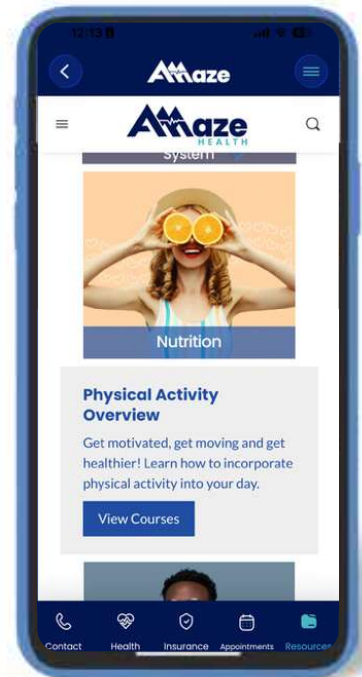 12:13
Amaze
Amaze
HEALTH
System
Nutrition
Physical Activity
Overview
Get motivated, get moving and get
healthier! Learn how to incorporate
physical activity into your day.
View Courses
Contact
Health
Insurance
Appointments
Resources